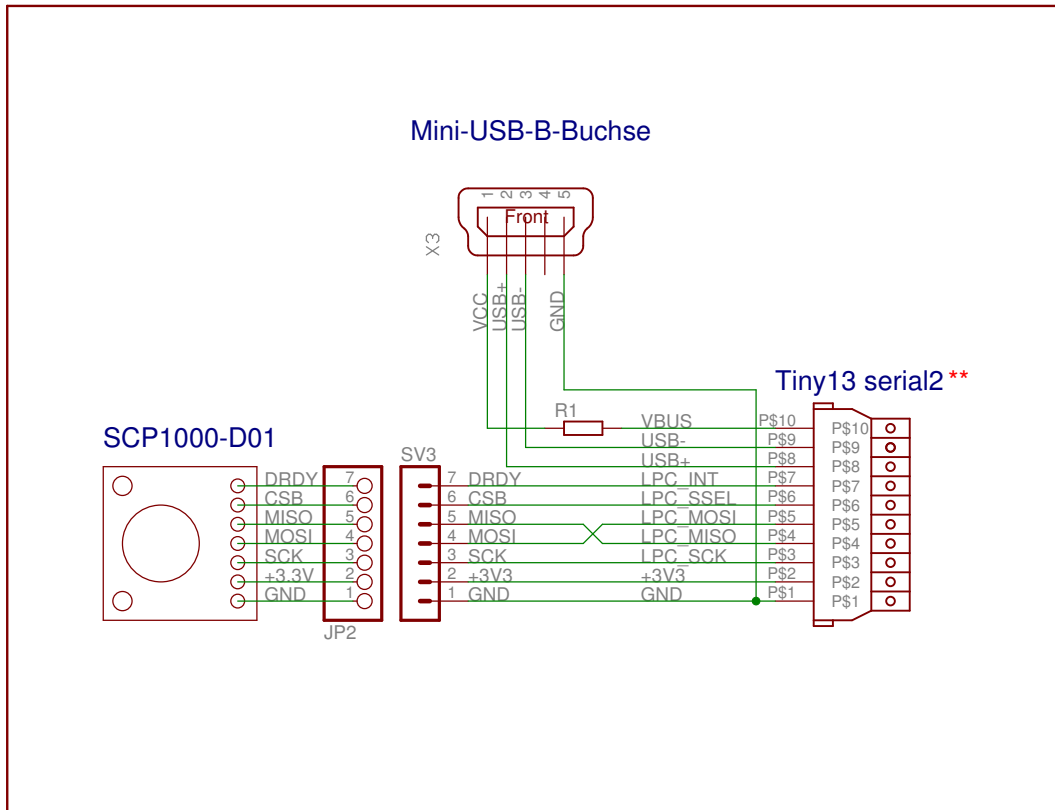 Mini-USB-B-Buchse
1 2 3 4 5
Front
X3
VCC
USB+
USB-
GND
Tiny13 serial2 **
SCP1000-D01
R1
VBUS P$10 P$10
USB- P$9 P$9
SV3
USB+ P$8 P$8
DRDY 7 7 DRDY LPC_INT P$7 P$7
CSB 6 6 CSB LPC_SSEL P$6 P$6
MISO 5 5 MISO LPC_MOSI P$5 P$5
MOSI 4 4 MOSI LPC_MISO P$4 P$4
SCK 3 3 SCK LPC_SCK P$3 P$3
+3.3V 2 2 +3V3 +3V3 P$2 P$2
GND 1 1 GND GND P$1 P$1
JP2